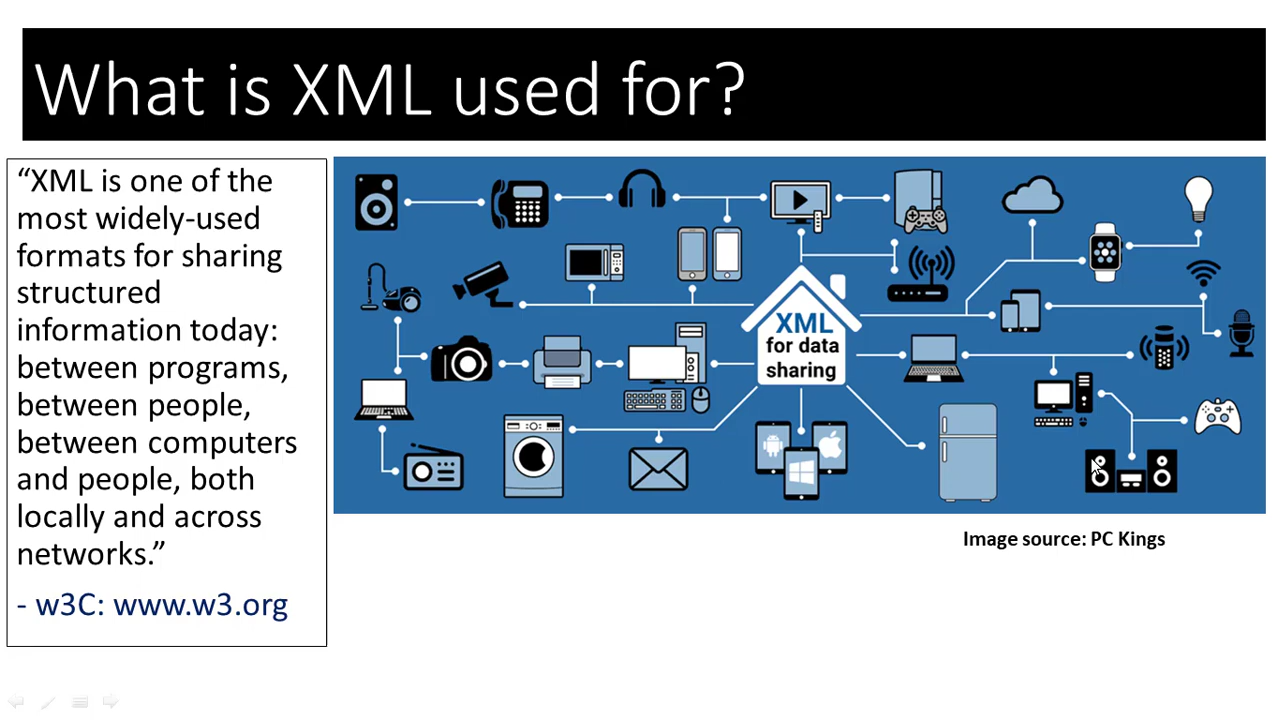 What is XML used for?
“XML is one of the
most widely-used
formats for sharing
structured
information today:
between programs,
between people,
between computers
and people, both
locally and across
networks.”
- w3C: www.w3.org
XML
for data
sharing
Image source: PC Kings